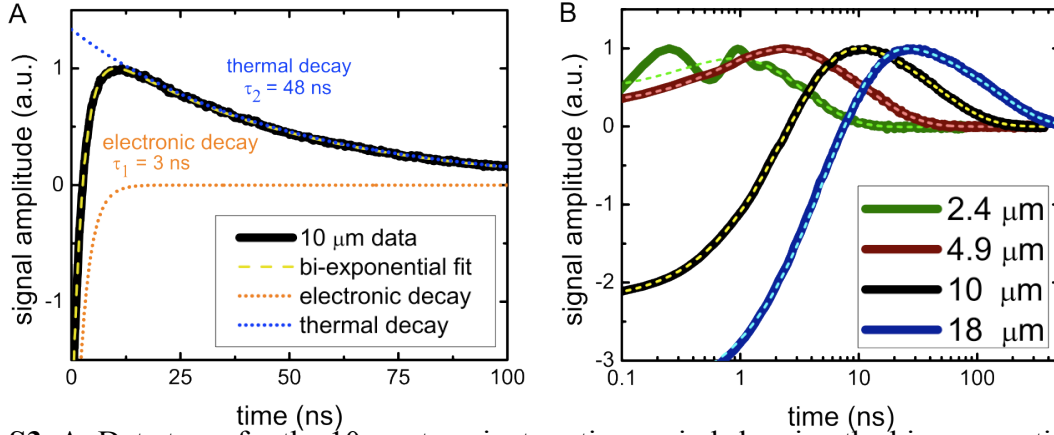 A
signal amplitude (a.u.)
1
0
-1
thermal decay
τ2 = 48 ns
electronic decay
τ1 = 3 ns
10 μm data
bi-exponential fit
electronic decay
thermal decay
0 25 50 75 100
time (ns)
B
signal amplitude (a.u.)
2
1
0
-1
-2
-3
2.4 μm
4.9 μm
10 μm
18 μm
0.1 1 10 100
time (ns)